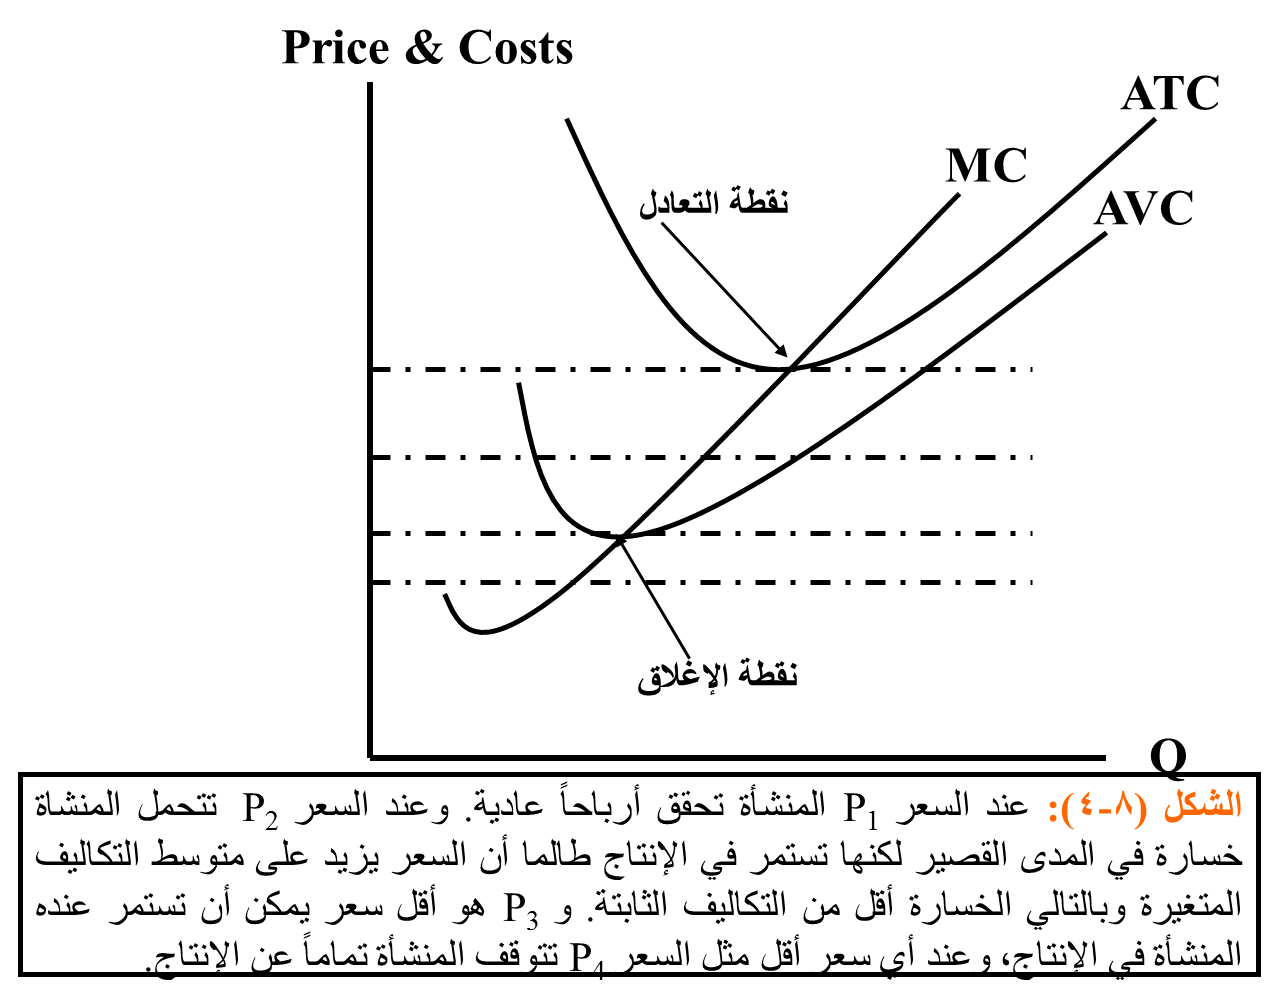 Price & Costs
ATC
MC
AVC
نقطة التعادل
نقطة الإغلاق
Q
الشكل (٨-٤): عند السعر P1 المنشأة تحقق أرباحاً عادية. وعند السعر P2 تتحمل المنشاة
خسارة في المدى القصير لكنها تستمر في الإنتاج طالما أن السعر يزيد على متوسط التكاليف
المتغيرة وبالتالي الخسارة أقل من التكاليف الثابتة. و P3 هو أقل سعر يمكن أن تستمر عنده
المنشأة في الإنتاج، وعند أي سعر أقل مثل السعر P4 تتوقف المنشأة تماماً عن الإنتاج.